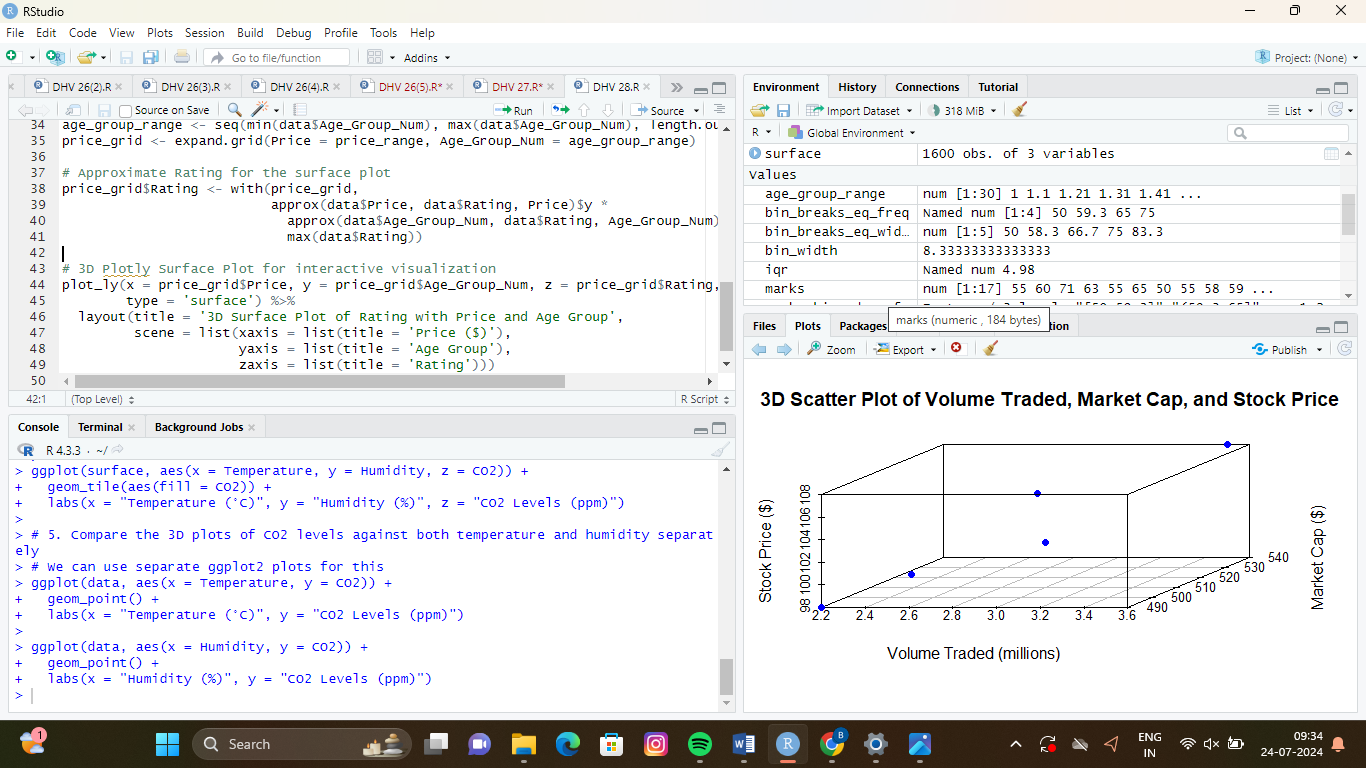 RStudio
File Edit Code View Plots Session Build Debug Profile Tools Help
Go to file/function Addins Project: (None)
DHV 26(2).R DHV 26(3).R DHV 26(4).R DHV 26(5).R* DHV 27.R* DHV 28.R
Source on Save Run Source
34 age_group_range <- seq(min(data$Age_Group_Num), max(data$Age_Group_Num), length.ou
35 price_grid <- expand.grid(Price = price_range, Age_Group_Num = age_group_range)
36
37 # Approximate Rating for the surface plot
38 price_grid$Rating <- with(price_grid,
39 approx(data$Price, data$Rating, Price)$y *
40 approx(data$Age_Group_Num, data$Rating, Age_Group_Num)
41 max(data$Rating))
42
43 # 3D Plotly Surface Plot for interactive visualization
44 plot_ly(x = price_grid$Price, y = price_grid$Age_Group_Num, z = price_grid$Rating,
45 type = 'surface') %>%
46 layout(title = '3D Surface Plot of Rating with Price and Age Group',
47 scene = list(xaxis = list(title = 'Price ($)'),
48 yaxis = list(title = 'Age Group'),
49 zaxis = list(title = 'Rating')))
50
42:1 (Top Level) R Script
Console Terminal Background Jobs
R 4.3.3 · ~/
> ggplot(surface, aes(x = Temperature, y = Humidity, z = CO2)) +
+ geom_tile(aes(fill = CO2)) +
+ labs(x = "Temperature (°C)", y = "Humidity (%)", z = "CO2 Levels (ppm)")
>
> # 5. Compare the 3D plots of CO2 levels against both temperature and humidity separat
ely
> # We can use separate ggplot2 plots for this
> ggplot(data, aes(x = Temperature, y = CO2)) +
+ geom_point() +
+ labs(x = "Temperature (°C)", y = "CO2 Levels (ppm)")
>
> ggplot(data, aes(x = Humidity, y = CO2)) +
+ geom_point() +
+ labs(x = "Humidity (%)", y = "CO2 Levels (ppm)")
>
Environment History Connections Tutorial
Import Dataset 318 MiB List
R Global Environment
surface 1600 obs. of 3 variables
Values
age_group_range num [1:30] 1 1.1 1.21 1.31 1.41 ...
bin_breaks_eq_freq Named num [1:4] 50 59.3 65 75
bin_breaks_eq_wid… num [1:5] 50 58.3 66.7 75 83.3
bin_width 8.33333333333333
iqr Named num 4.98
marks num [1:17] 55 60 71 63 55 65 50 55 58 59 ...
marks (numeric, 184 bytes)
Files Plots Packages
Zoom Export Publish
3D Scatter Plot of Volume Traded, Market Cap, and Stock Price
Stock Price ($)
98 100 102 104 106 108
2.2 2.4 2.6 2.8 3.0 3.2 3.4 3.6
490 500 510 520 530 540
Market Cap ($)
Volume Traded (millions)
1
Search
B
ENG
IN
09:34
24-07-2024